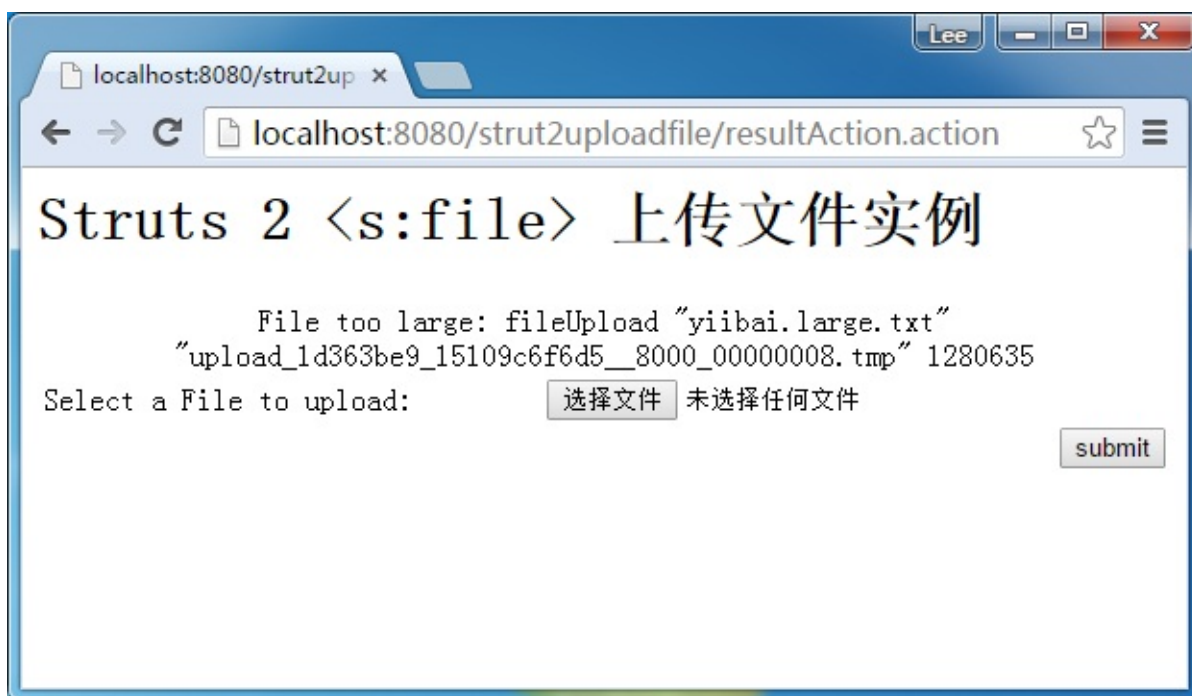 Lee
localhost:8080/strut2up
localhost:8080/strut2uploadfile/resultAction.action
Struts 2 <s:file> 上传文件实例
File too large: fileUpload "yiibai.large.txt"
"upload_1d363be9_15109c6f6d5__8000_00000008.tmp" 1280635
Select a File to upload: 选择文件 未选择任何文件
submit